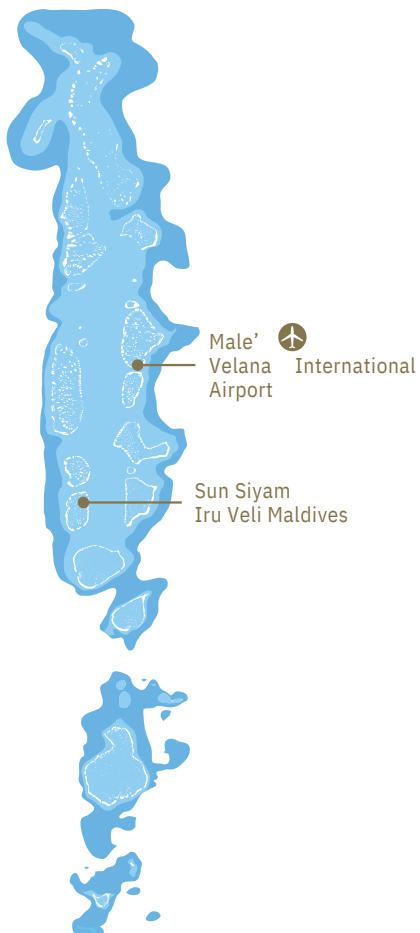 Male’
Velana International
Airport
Sun Siyam
Iru Veli Maldives